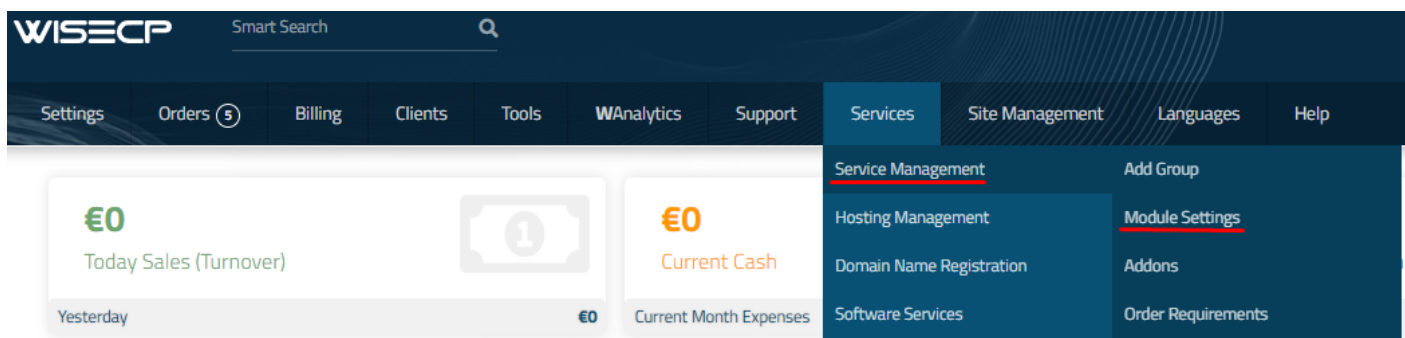 WISECP Smart Search
Settings Orders 5 Billing Clients Tools WAnalytics Support Services Site Management Languages Help
Service Management Add Group
Hosting Management Module Settings
Domain Name Registration Addons
Software Services Order Requirements
€0
Today Sales (Turnover)
1
Yesterday €0
€0
Current Cash
Current Month Expenses